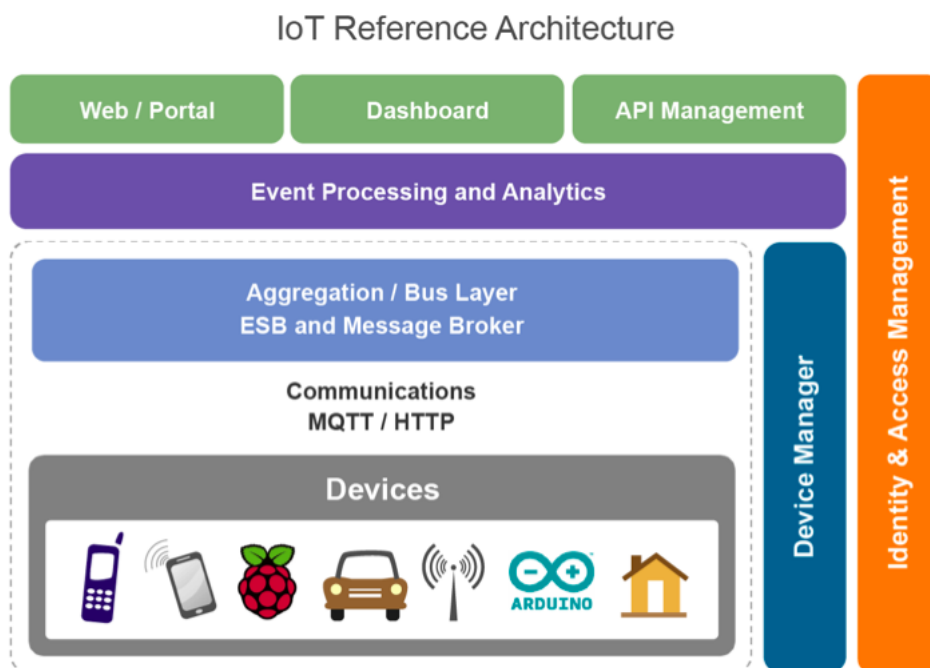 IoT Reference Architecture
Web / Portal
Dashboard
API Management
Event Processing and Analytics
Aggregation / Bus Layer
ESB and Message Broker
Communications
MQTT / HTTP
Devices
ARDUINO
Device Manager
Identity & Access Management